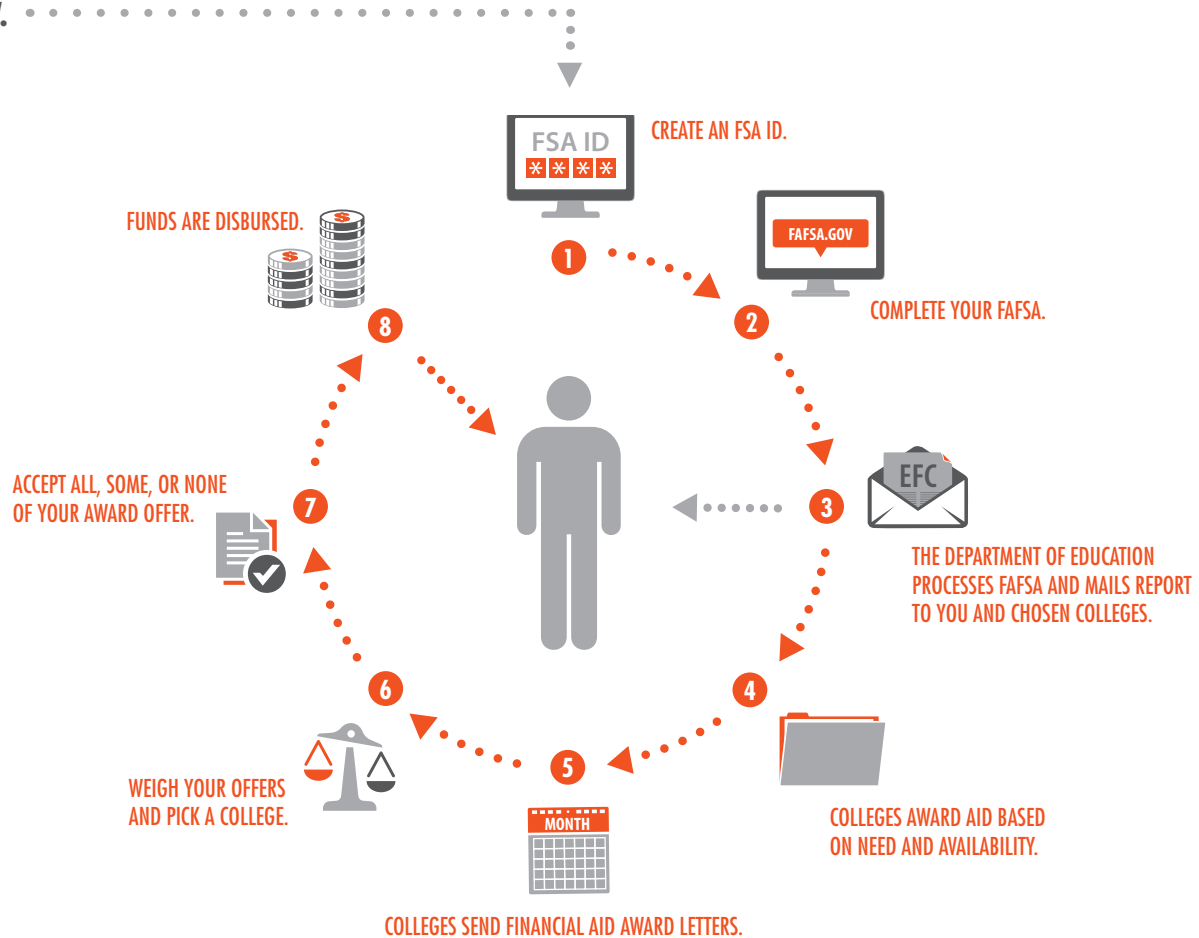 FSA ID
****
CREATE AN FSA ID.
1
FAFSA.GOV
2
COMPLETE YOUR FAFSA.
EFC
3
THE DEPARTMENT OF EDUCATION
PROCESSES FAFSA AND MAILS REPORT
TO YOU AND CHOSEN COLLEGES.
4
COLLEGES AWARD AID BASED
ON NEED AND AVAILABILITY.
5
MONTH
COLLEGES SEND FINANCIAL AID AWARD LETTERS.
6
WEIGH YOUR OFFERS
AND PICK A COLLEGE.
7
ACCEPT ALL, SOME, OR NONE
OF YOUR AWARD OFFER.
8
FUNDS ARE DISBURSED.
$
$